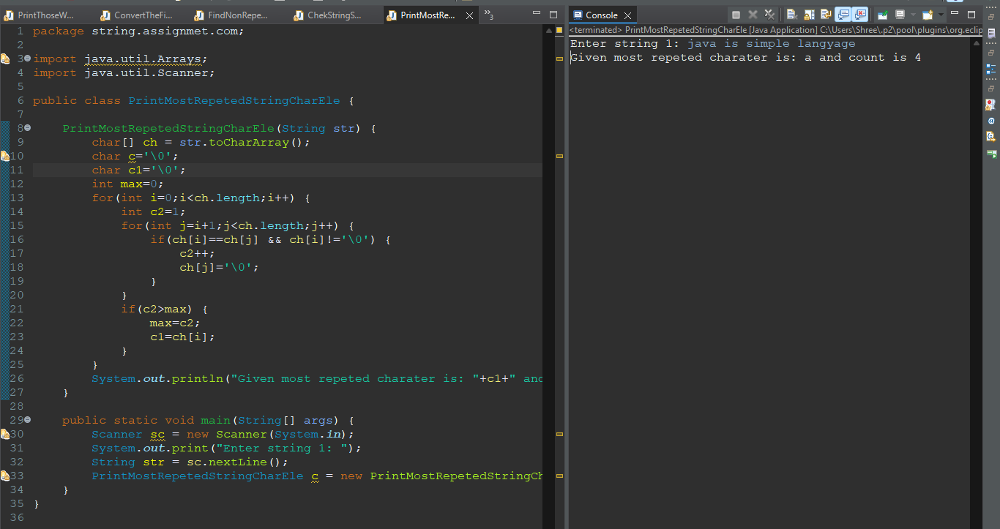 PrintThoseW... ConvertTheFi... FindNonRepe... ChekStringS... PrintMostRe... »3
1 package string.assignmet.com;
2
3 import java.util.Arrays;
4 import java.util.Scanner;
5
6 public class PrintMostRepetedStringCharEle {
7
8 PrintMostRepetedStringCharEle(String str) {
9 char[] ch = str.toCharArray();
10 char c='\0';
11 char c1='\0';
12 int max=0;
13 for(int i=0;i<ch.length;i++) {
14 int c2=1;
15 for(int j=i+1;j<ch.length;j++) {
16 if(ch[i]==ch[j] && ch[i]!='\0') {
17 c2++;
18 ch[j]='\0';
19 }
20 }
21 if(c2>max) {
22 max=c2;
23 c1=ch[i];
24 }
25 }
26 System.out.println("Given most repeted charater is: "+c1+" and
27 }
28
29 public static void main(String[] args) {
30 Scanner sc = new Scanner(System.in);
31 System.out.print("Enter string 1: ");
32 String str = sc.nextLine();
33 PrintMostRepetedStringCharEle c = new PrintMostRepetedStringCh
34 }
35 }
36
Console
<terminated> PrintMostRepetedStringCharEle [Java Application] C:\Users\Shree\.p2\pool\plugins\org.eclip
Enter string 1: java is simple langyage
Given most repeted charater is: a and count is 4